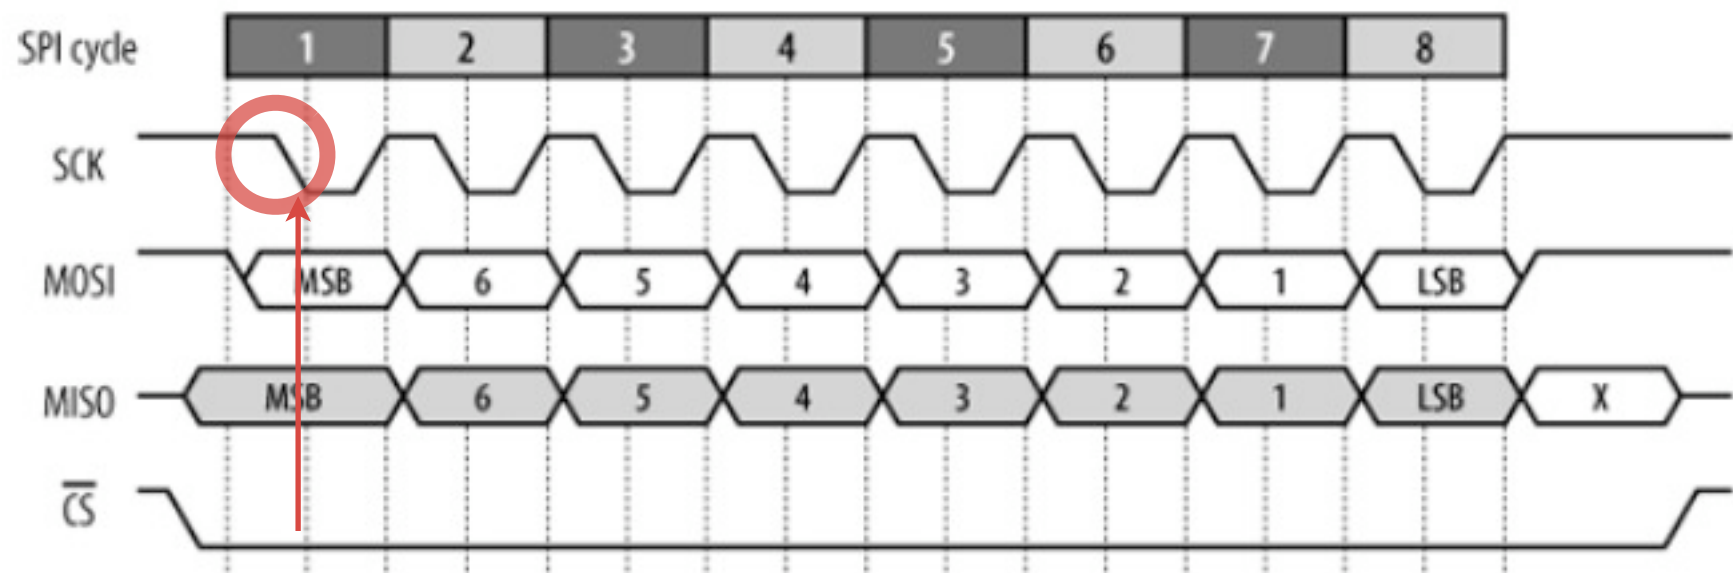 SPI cycle 1 2 3 4 5 6 7 8
SCK
MOSI MSB 6 5 4 3 2 1 LSB
MISO MSB 6 5 4 3 2 1 LSB X
CS